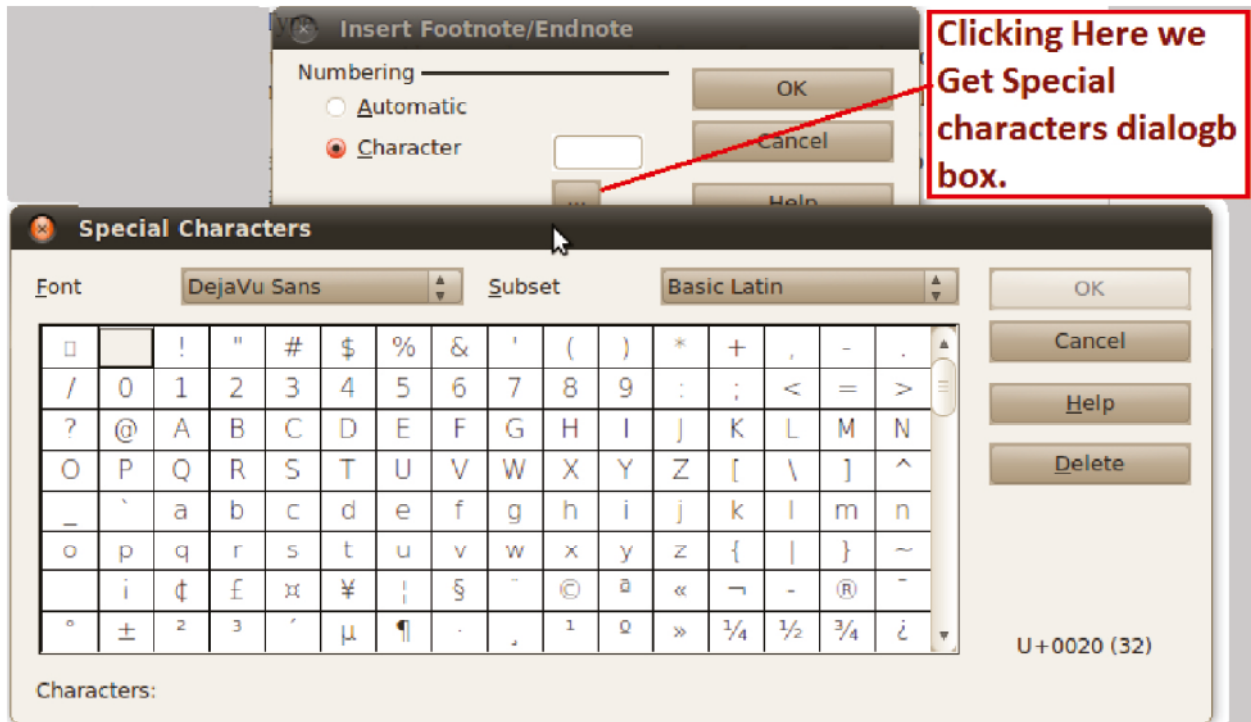 Insert Footnote/Endnote
Clicking Here we
Get Special
characters dialogb
box.
Numbering
Automatic
Character
OK
Cancel
...
Help
Special Characters
Font DejaVu Sans Subset Basic Latin
OK
Cancel
Help
Delete
! " # $ % & ' ( ) * + , - .
/ 0 1 2 3 4 5 6 7 8 9 : ; < = >
? @ A B C D E F G H I J K L M N
O P Q R S T U V W X Y Z [ \ ] ^
_ ` a b c d e f g h i j k l m n
o p q r s t u v w x y z { | } ~
¡ ¢ £ ¤ ¥ ¦ § ¨ © ª « ¬ - ® ¯
° ± ² ³ ´ µ ¶ · ¸ ¹ º » ¼ ½ ¾ ¿
U+0020 (32)
Characters: